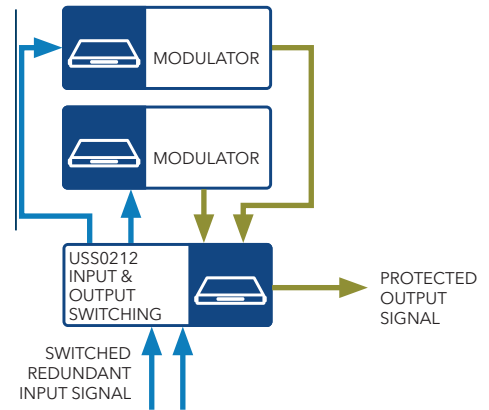 MODULATOR
MODULATOR
USS0212
INPUT &
OUTPUT
SWITCHING
PROTECTED
OUTPUT
SIGNAL
SWITCHED
REDUNDANT
INPUT SIGNAL